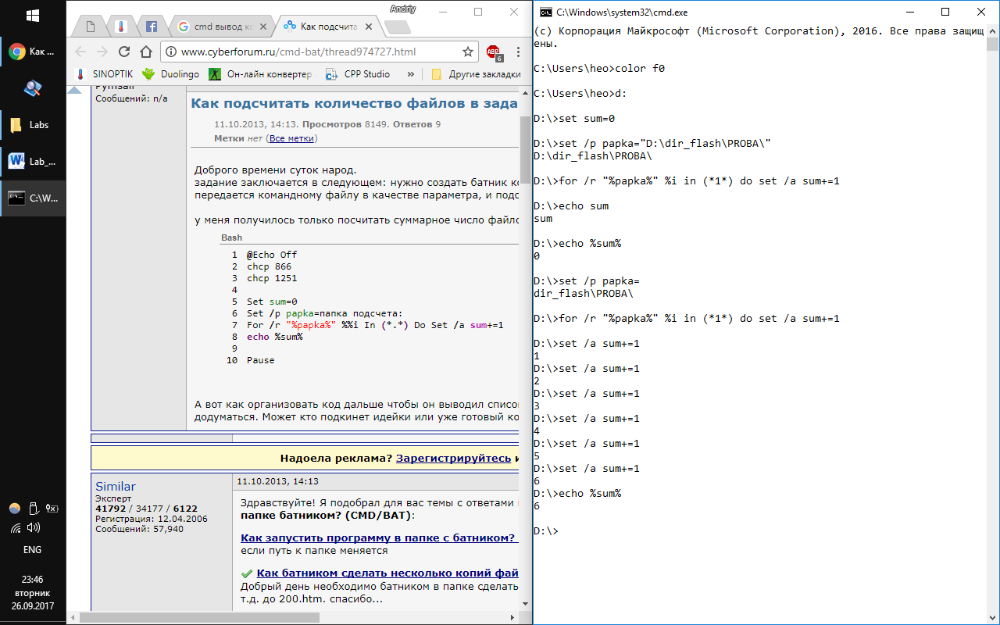 Как ...
Labs
Lab_...
C:\W...
ENG
23:46
вторник
26.09.2017
Andriy
cmd вывод ко
Как подсчита
www.cyberforum.ru/cmd-bat/thread974727.html
ABP
6
SINOPTIK
Duolingo
Он-лайн конвертер
CPP Studio
»
Другие закладки
Сообщений: n/a
Как подсчитать количество файлов в зада
11.10.2013, 14:13. Просмотров 8149. Ответов 9
Метки нет (Все метки)
Доброго времени суток народ.
задание заключается в следующем: нужно создать батник ко
передается командному файлу в качестве параметра, и подс
у меня получилось только посчитать суммарное число файло
Bash
1 @Echo Off
2 chcp 866
3 chcp 1251
4
5 Set sum=0
6 Set /p papka=папка подсчета:
7 For /r "%papka%" %%i In (*.*) Do Set /a sum+=1
8 echo %sum%
9
10 Pause
А вот как организовать код дальше чтобы он выводил списо
додуматься. Может кто подкинет идейки или уже готовый ко
Надоела реклама? Зарегистрируйтесь и
Similar
Эксперт
41792 / 34177 / 6122
Регистрация: 12.04.2006
Сообщений: 57,940
11.10.2013, 14:13
Здравствуйте! Я подобрал для вас темы с ответами
папке батником? (CMD/BAT):
Как запустить программу в папке с батником?
если путь к папке меняется
Как батником сделать несколько копий фай
Добрый день необходимо батником в папке сделать
т.д. до 200.htm. спасибо...
C:\Windows\system32\cmd.exe
(c) Корпорация Майкрософт (Microsoft Corporation), 2016. Все права защищ
ены.
C:\Users\heo>color f0
C:\Users\heo>d:
D:\>set sum=0
D:\>set /p papka="D:\dir_flash\PROBA\"
D:\dir_flash\PROBA\
D:\>for /r "%papka%" %i in (*1*) do set /a sum+=1
D:\>echo sum
sum
D:\>echo %sum%
0
D:\>set /p papka=
dir_flash\PROBA\
D:\>for /r "%papka%" %i in (*1*) do set /a sum+=1
D:\>set /a sum+=1
1
D:\>set /a sum+=1
2
D:\>set /a sum+=1
3
D:\>set /a sum+=1
4
D:\>set /a sum+=1
5
D:\>set /a sum+=1
6
D:\>echo %sum%
6
D:\>